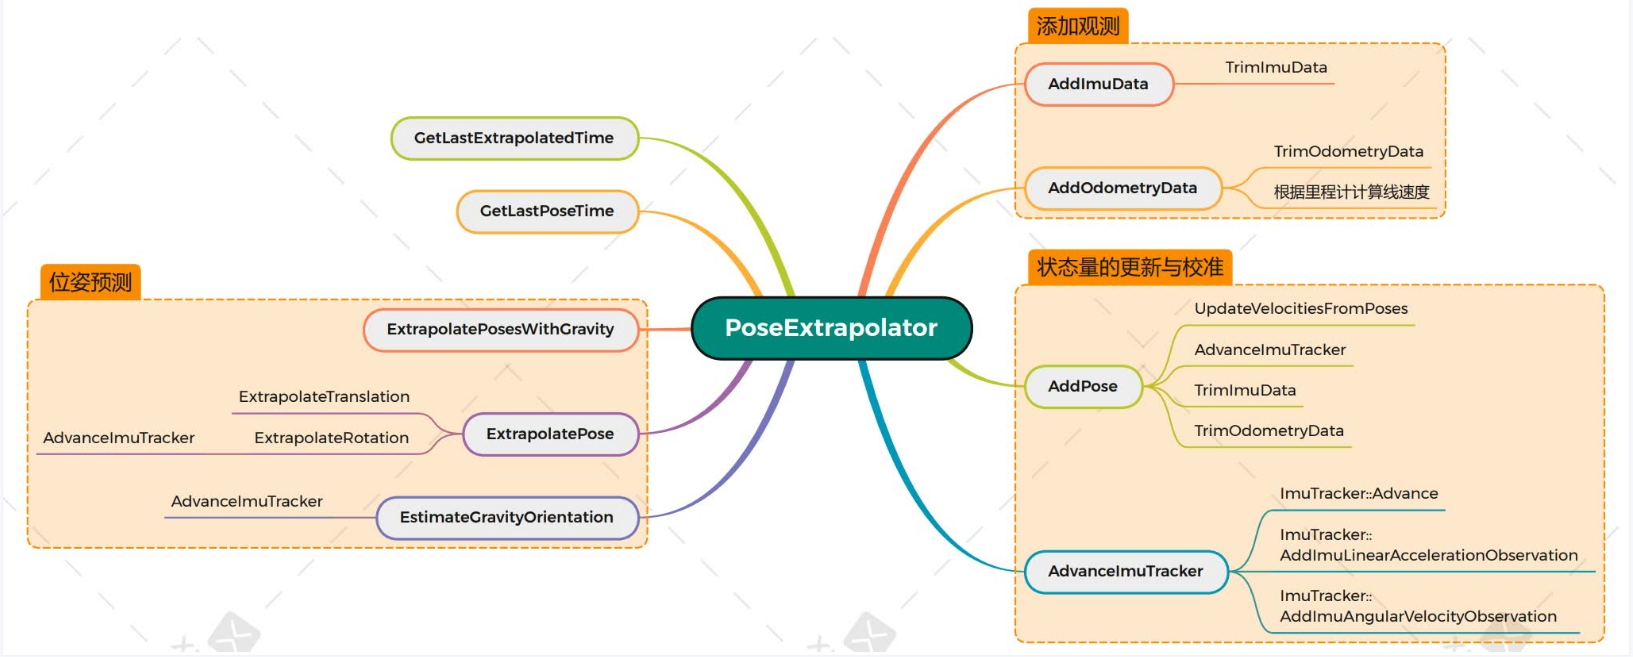 添加观测
AddImuData
TrimImuData
AddOdometryData
TrimOdometryData
根据里程计计算线速度
GetLastExtrapolatedTime
GetLastPoseTime
位姿预测
ExtrapolatePosesWithGravity
ExtrapolatePose
ExtrapolateTranslation
ExtrapolateRotation
AdvanceImuTracker
EstimateGravityOrientation
AdvanceImuTracker
PoseExtrapolator
状态量的更新与校准
AddPose
UpdateVelocitiesFromPoses
AdvanceImuTracker
TrimImuData
TrimOdometryData
AdvanceImuTracker
ImuTracker::Advance
ImuTracker::
AddImuLinearAccelerationObservation
ImuTracker::
AddImuAngularVelocityObservation